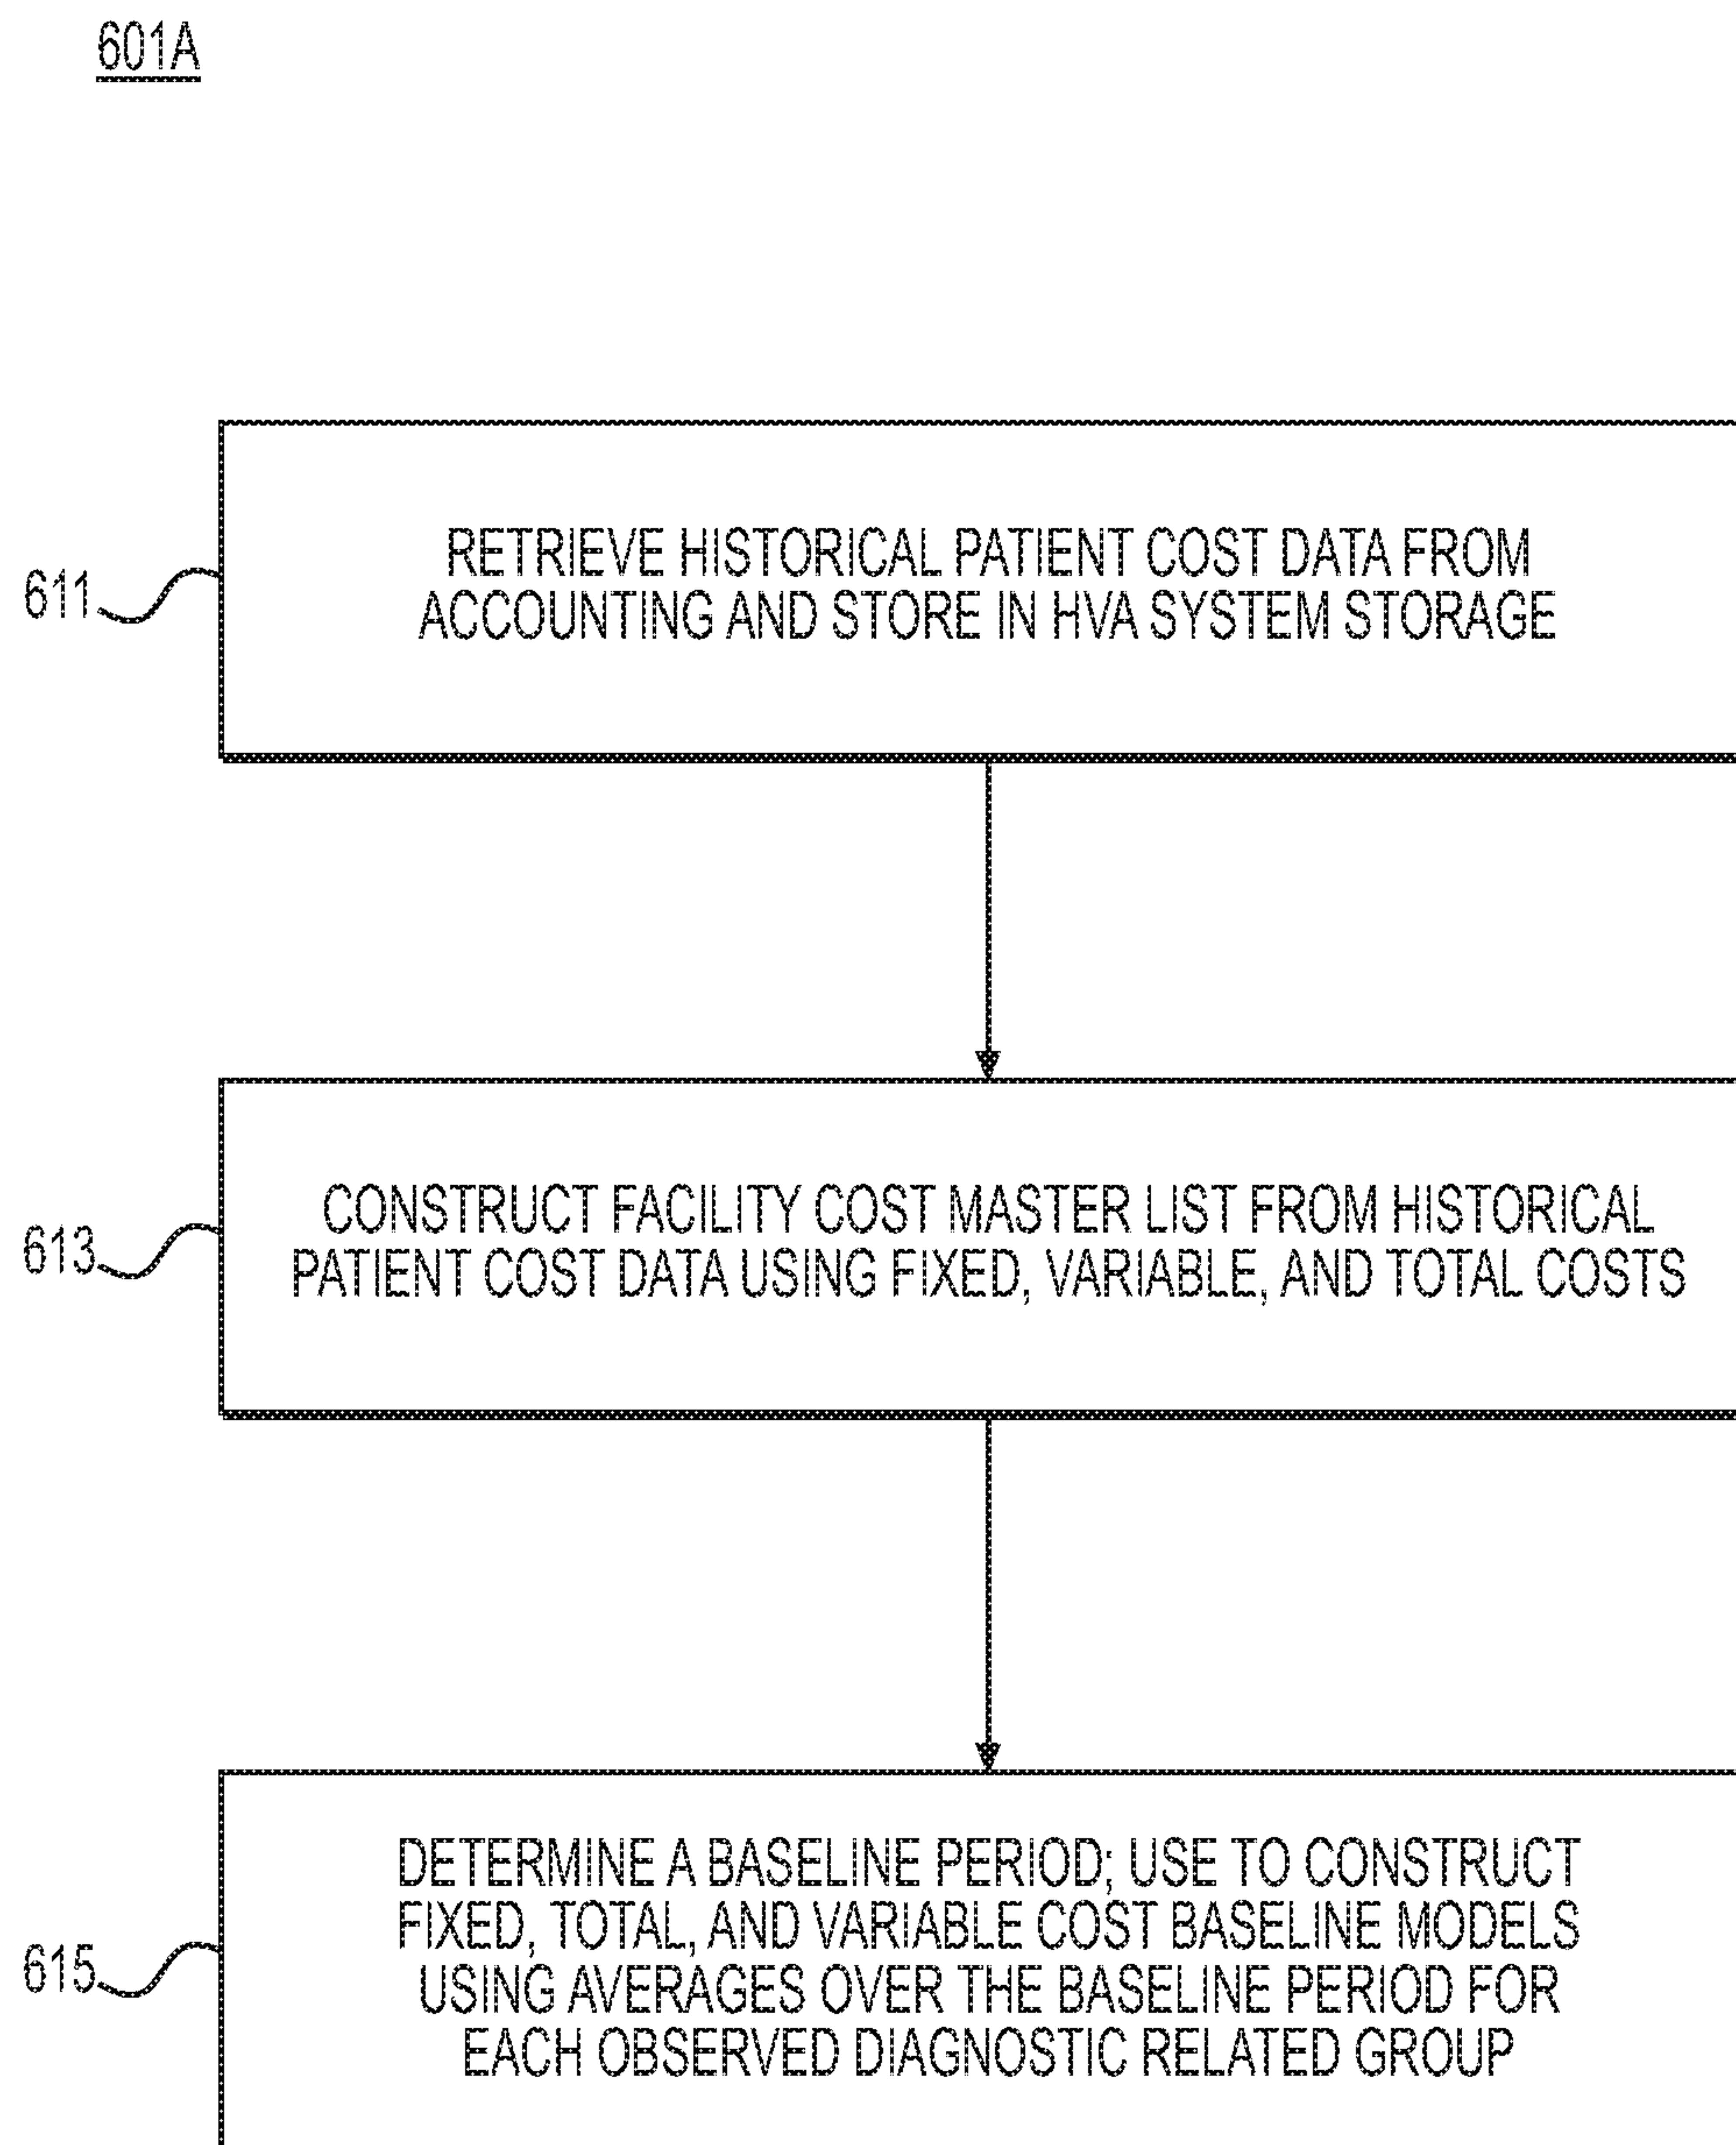 601A
611
RETRIEVE HISTORICAL PATIENT COST DATA FROM
ACCOUNTING AND STORE IN HVA SYSTEM STORAGE
613
CONSTRUCT FACILITY COST MASTER LIST FROM HISTORICAL
PATIENT COST DATA USING FIXED, VARIABLE, AND TOTAL COSTS
615
DETERMINE A BASELINE PERIOD; USE TO CONSTRUCT
FIXED, TOTAL, AND VARIABLE COST BASELINE MODELS
USING AVERAGES OVER THE BASELINE PERIOD FOR
EACH OBSERVED DIAGNOSTIC RELATED GROUP